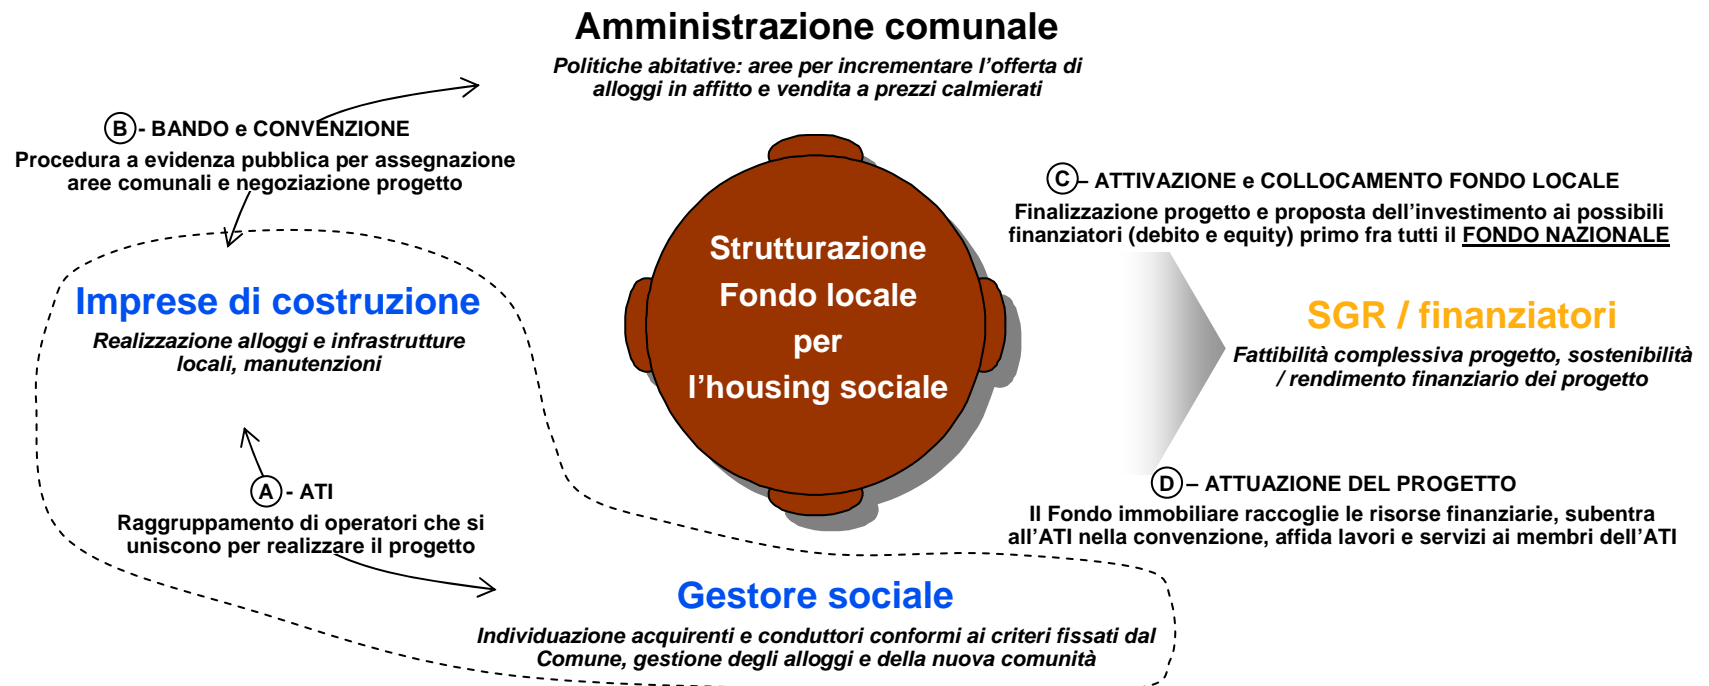 Amministrazione comunale
Politiche abitative: aree per incrementare l'offerta di
alloggi in affitto e vendita a prezzi calmierati
B - BANDO e CONVENZIONE
Procedura a evidenza pubblica per assegnazione
aree comunali e negoziazione progetto
C – ATTIVAZIONE e COLLOCAMENTO FONDO LOCALE
Finalizzazione progetto e proposta dell'investimento ai possibili
finanziatori (debito e equity) primo fra tutti il FONDO NAZIONALE
Strutturazione
Fondo locale
per
l'housing sociale
Imprese di costruzione
Realizzazione alloggi e infrastrutture
locali, manutenzioni
SGR / finanziatori
Fattibilità complessiva progetto, sostenibilità
/ rendimento finanziario dei progetto
A - ATI
Raggruppamento di operatori che si
uniscono per realizzare il progetto
D – ATTUAZIONE DEL PROGETTO
Il Fondo immobiliare raccoglie le risorse finanziarie, subentra
all'ATI nella convenzione, affida lavori e servizi ai membri dell'ATI
Gestore sociale
Individuazione acquirenti e conduttori conformi ai criteri fissati dal
Comune, gestione degli alloggi e della nuova comunità